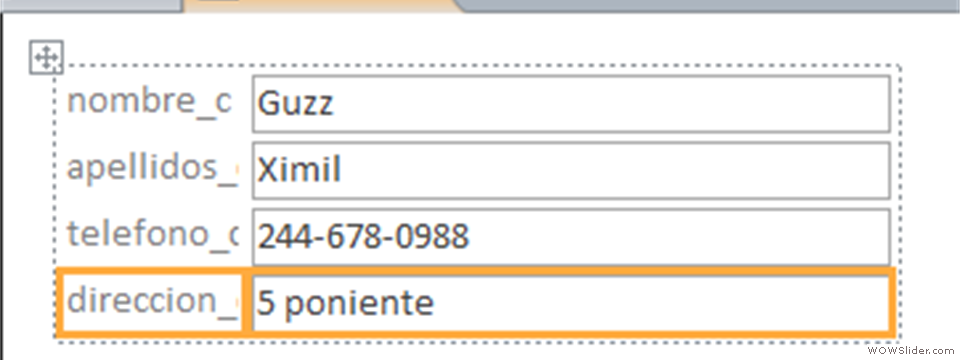 nombre_c Guzz
apellidos_ Ximil
telefono_c 244-678-0988
direccion_ 5 poniente
WOWSlider.com